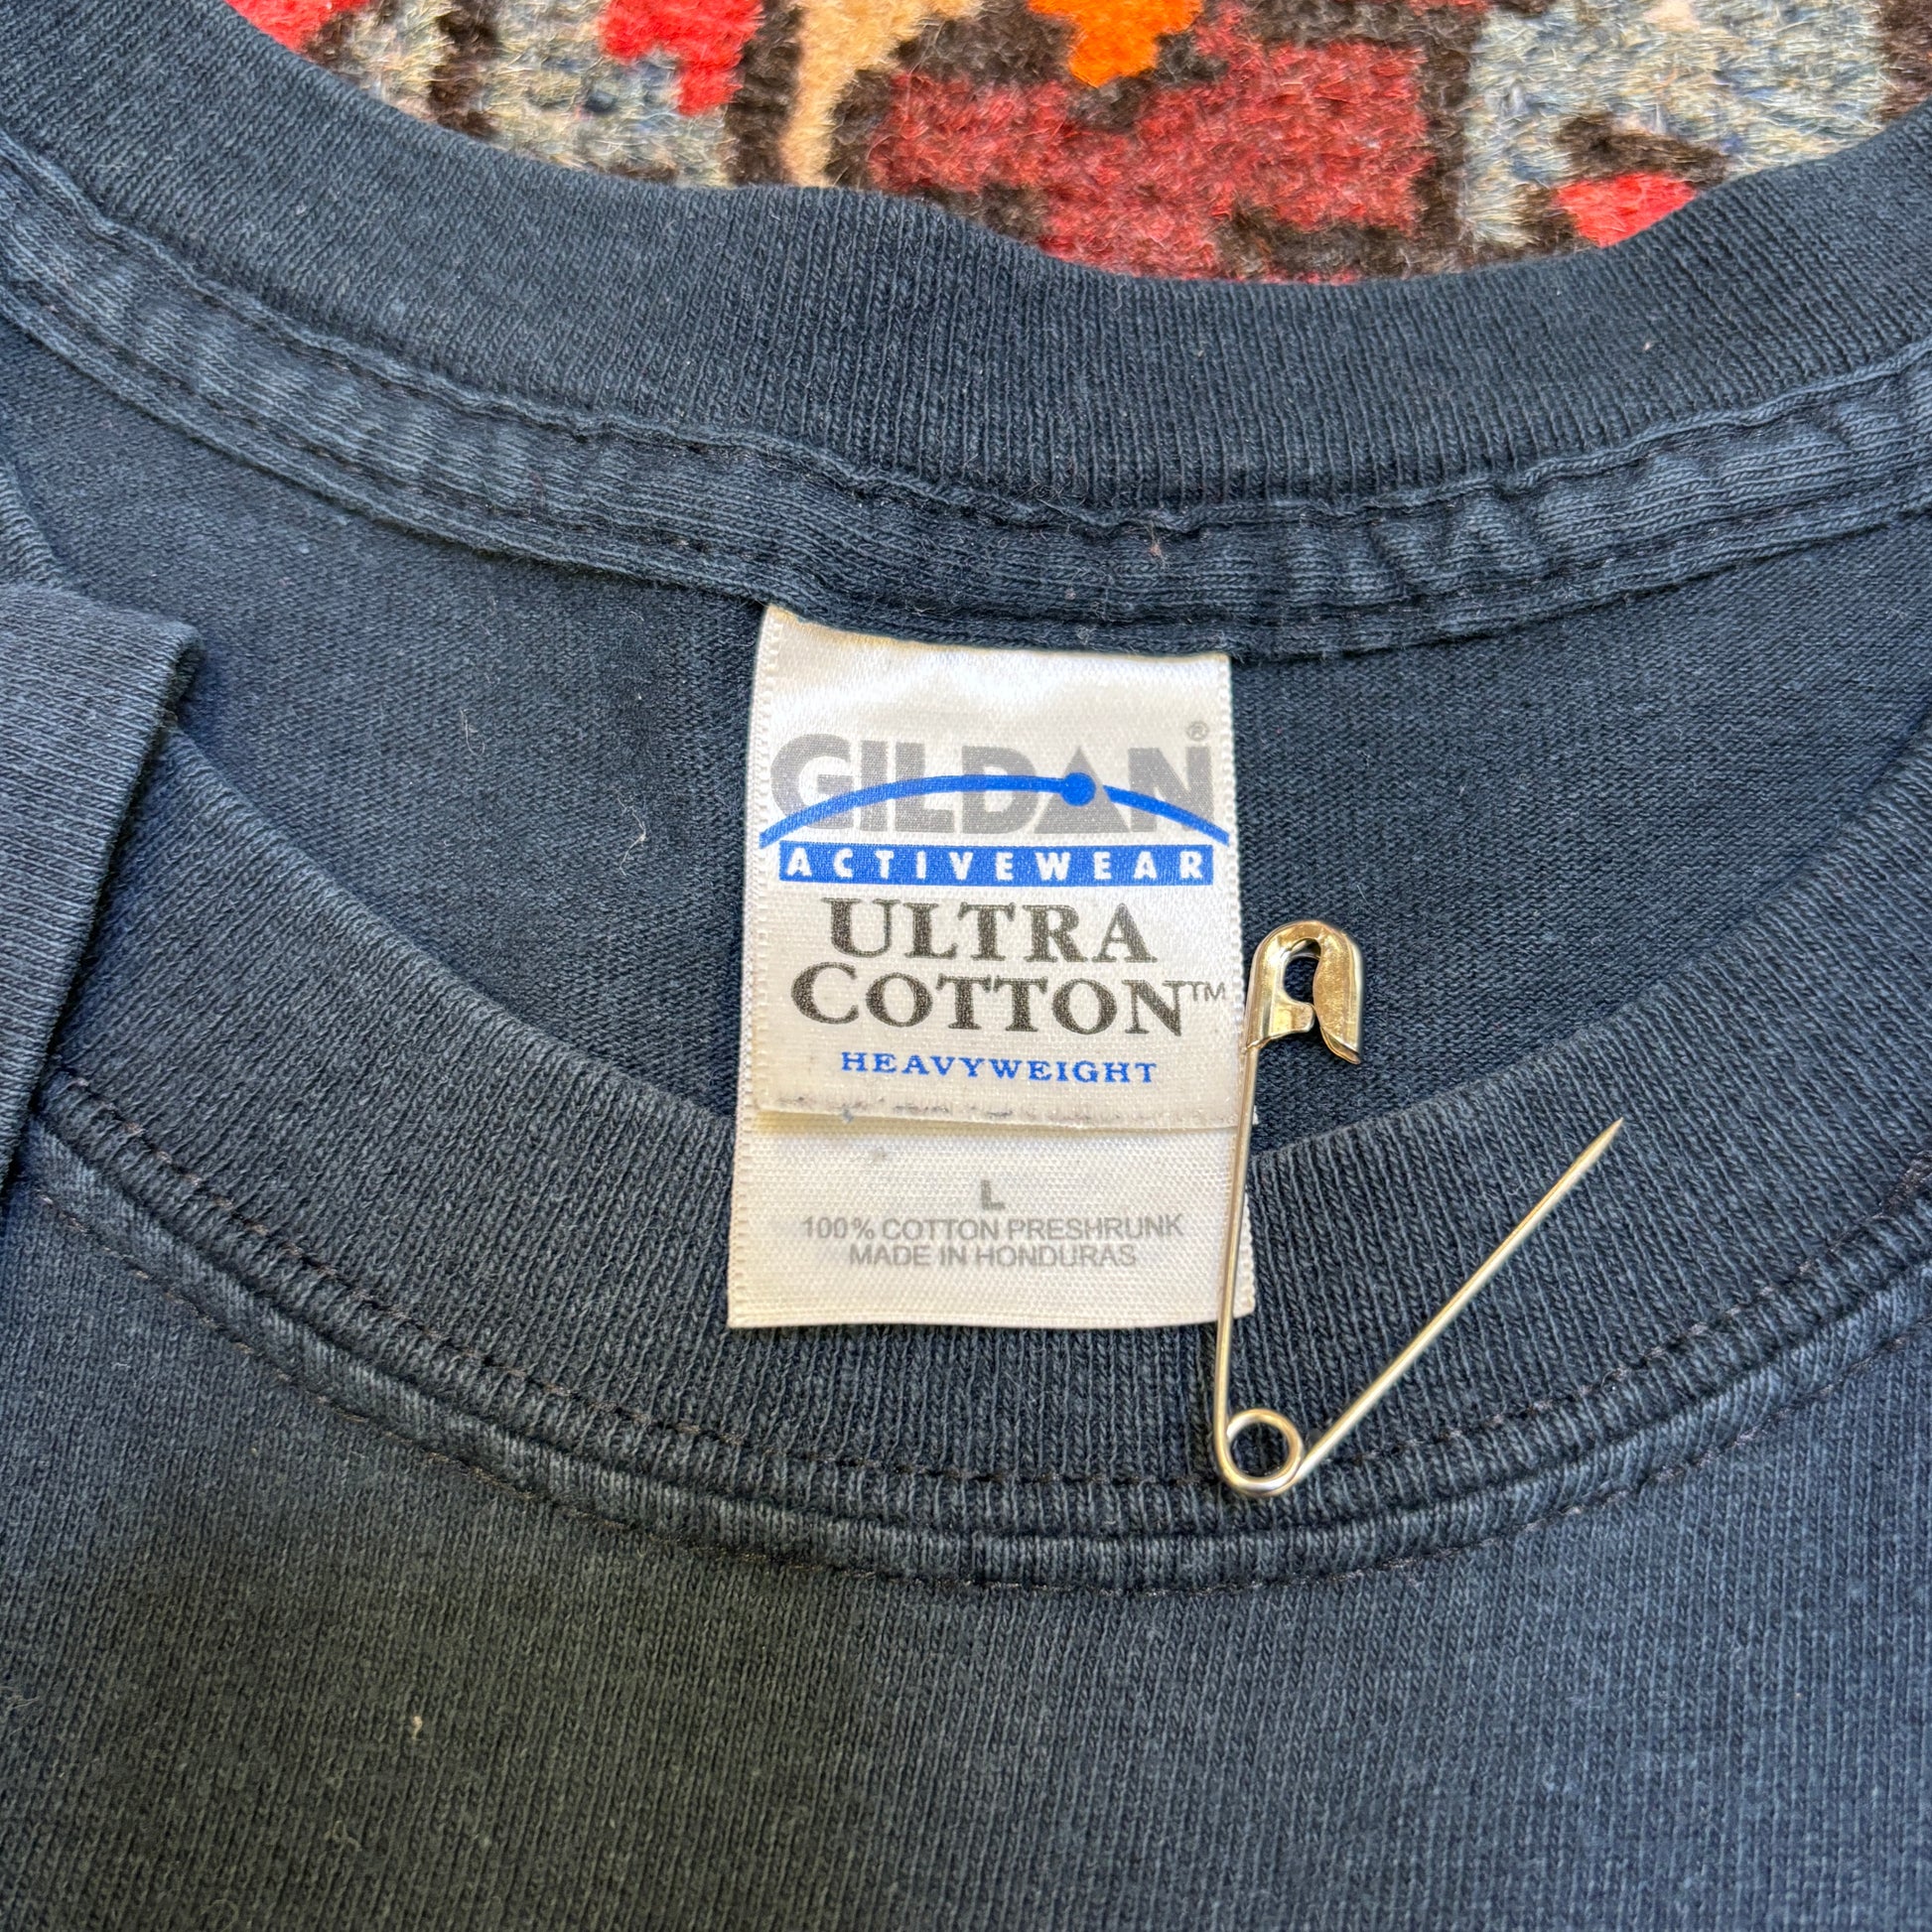 GILDAN®
ACTIVEWEAR
ULTRA
COTTON™
HEAVYWEIGHT
L
100% COTTON PRESHRUNK
MADE IN HONDURAS